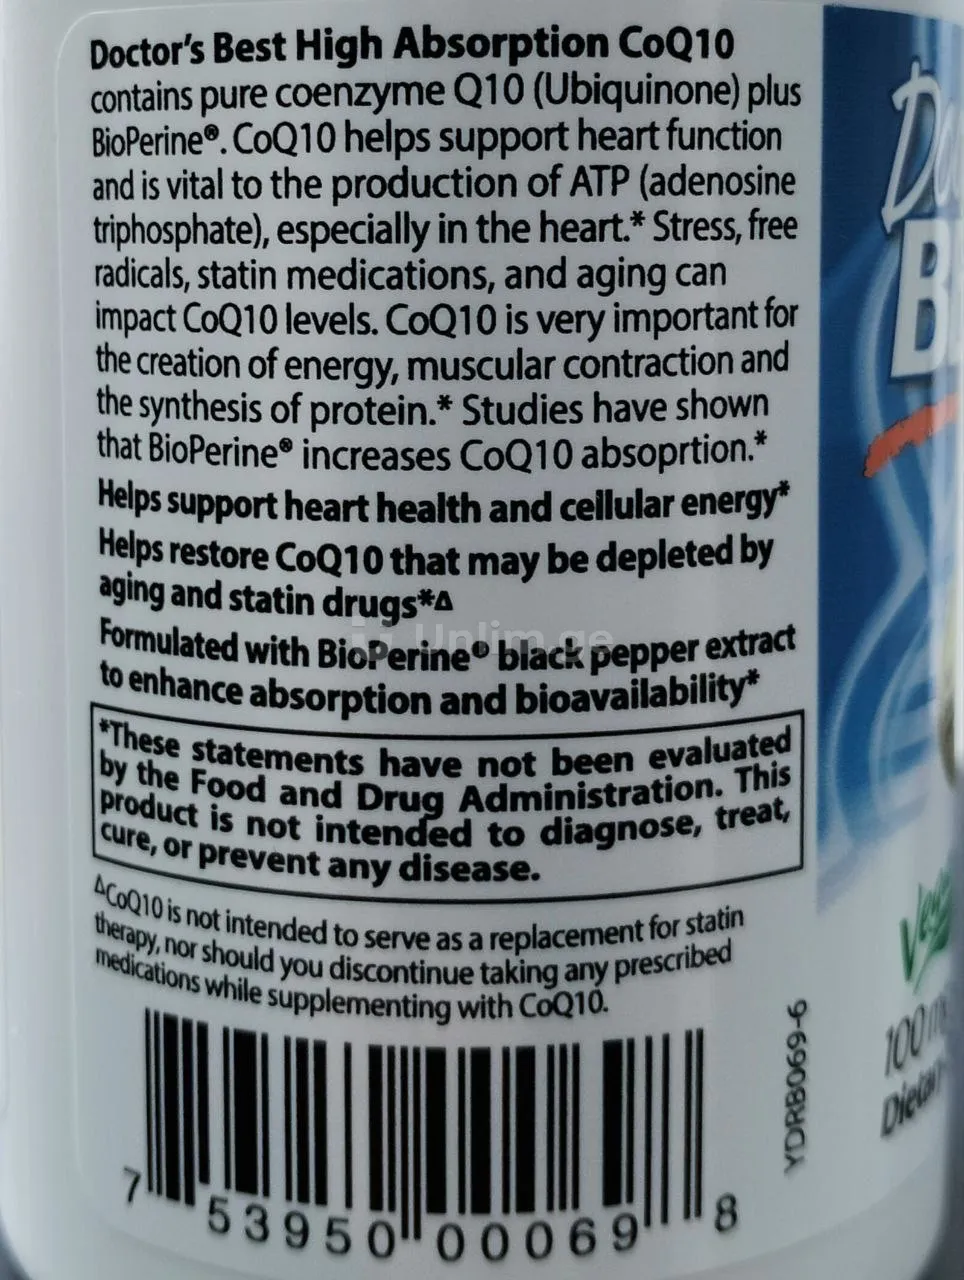 Doctor's Best High Absorption CoQ10
contains pure coenzyme Q10 (Ubiquinone) plus
BioPerine®. CoQ10 helps support heart function
and is vital to the production of ATP (adenosine
triphosphate), especially in the heart.* Stress, free
radicals, statin medications, and aging can
impact CoQ10 levels. CoQ10 is very important for
the creation of energy, muscular contraction and
the synthesis of protein.* Studies have shown
that BioPerine® increases CoQ10 absoprtion.*
Helps support heart health and cellular energy*
Helps restore CoQ10 that may be depleted by
aging and statin drugs*Δ
Formulated with BioPerine® black pepper extract
to enhance absorption and bioavailability*
*These statements have not been evaluated
by the Food and Drug Administration. This
product is not intended to diagnose, treat,
cure, or prevent any disease.
ΔCoQ10 is not intended to serve as a replacement for statin
therapy, nor should you discontinue taking any prescribed
medications while supplementing with CoQ10.
7 53950 00069 8
YDRB069-6
Unlim.ge
100